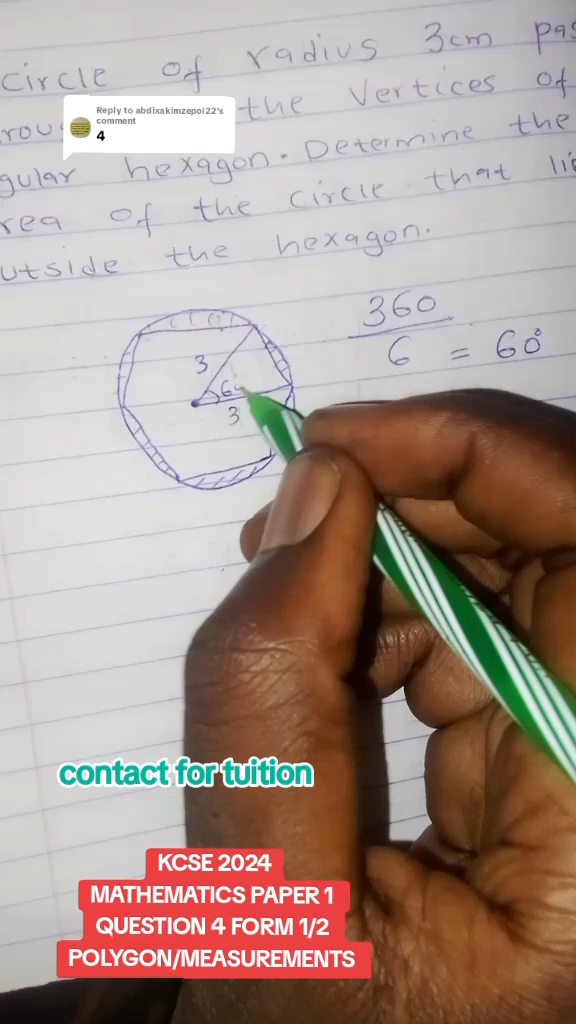 circle of radius 3cm pas
rou the vertices of
gular hexagon. Determine the
rea of the circle that li
utside the hexagon.
Reply to abdixakimzepoi22's
comment
4
360
6 = 60°
3
60
3
contact for tuition
KCSE 2024
MATHEMATICS PAPER 1
QUESTION 4 FORM 1/2
POLYGON/MEASUREMENTS